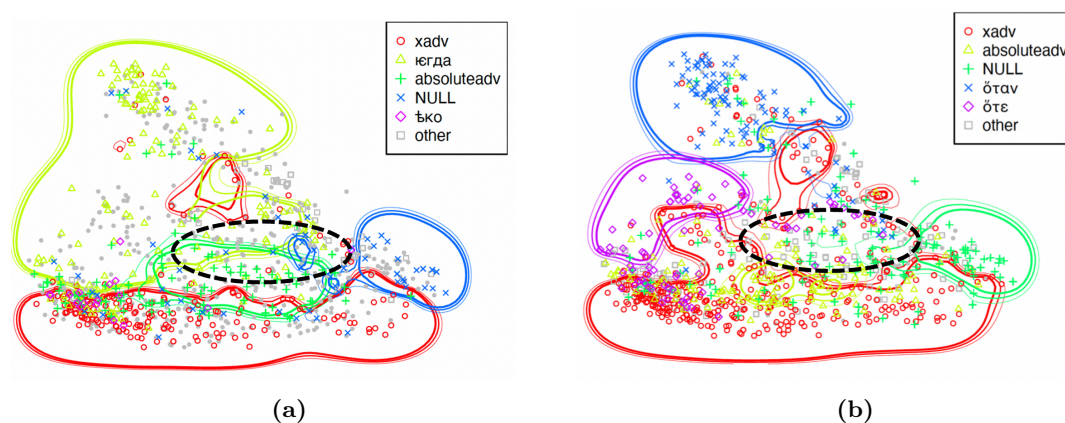 xadv
ѥгда
absoluteadv
NULL
ѣко
other
(a)
xadv
absoluteadv
NULL
ὅταν
ὅτε
other
(b)